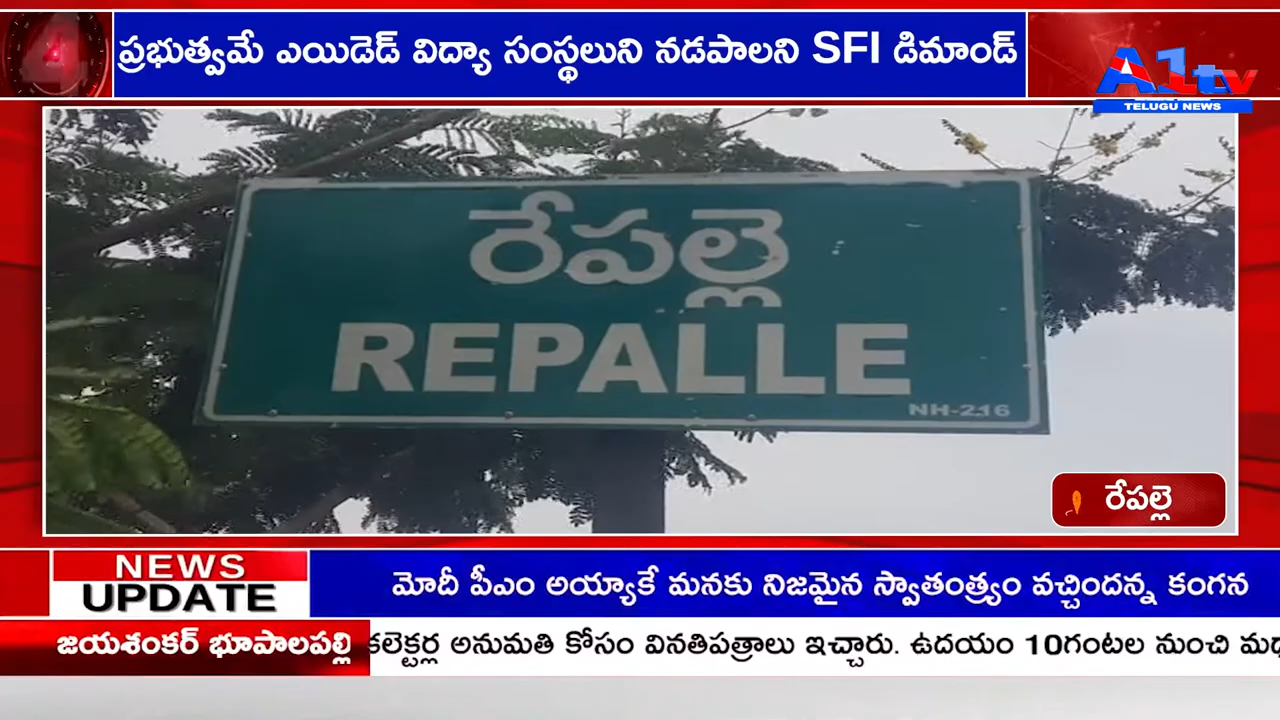 ప్రభుత్వమే ఎయిడెడ్ విద్యా సంస్థలుని నడపాలని SFI డిమాండ్
A1tv
TELUGU NEWS
రేపల్లె
REPALLE
NH-216
రేపల్లె
NEWS
UPDATE
మోదీ పీఎం అయ్యాకే మనకు నిజమైన స్వాతంత్ర్యం వచ్చిందన్న కంగన
జయశంకర్ భూపాలపల్లి
కలెక్టర్ల అనుమతి కోసం వినతిపత్రాలు ఇచ్చారు. ఉదయం 10గంటల నుంచి